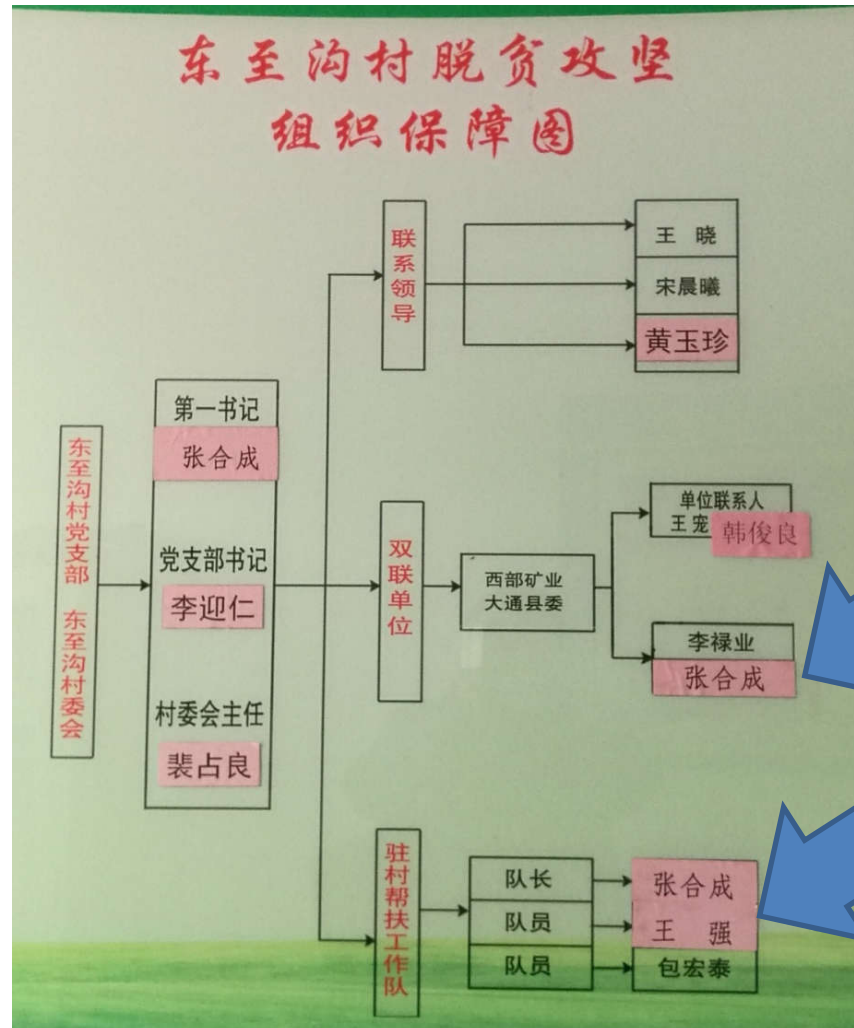 东至沟村脱贫攻坚
组织保障图
东至沟村党支部 东至沟村委会
第一书记
张合成
党支部书记
李迎仁
村委会主任
裴占良
联系领导
王 晓
宋晨曦
黄玉珍
双联单位
西部矿业
大通县委
单位联系人
王宠 韩俊良
李禄业
张合成
驻村帮扶工作队
队长
张合成
队员
王 强
队员
包宏泰